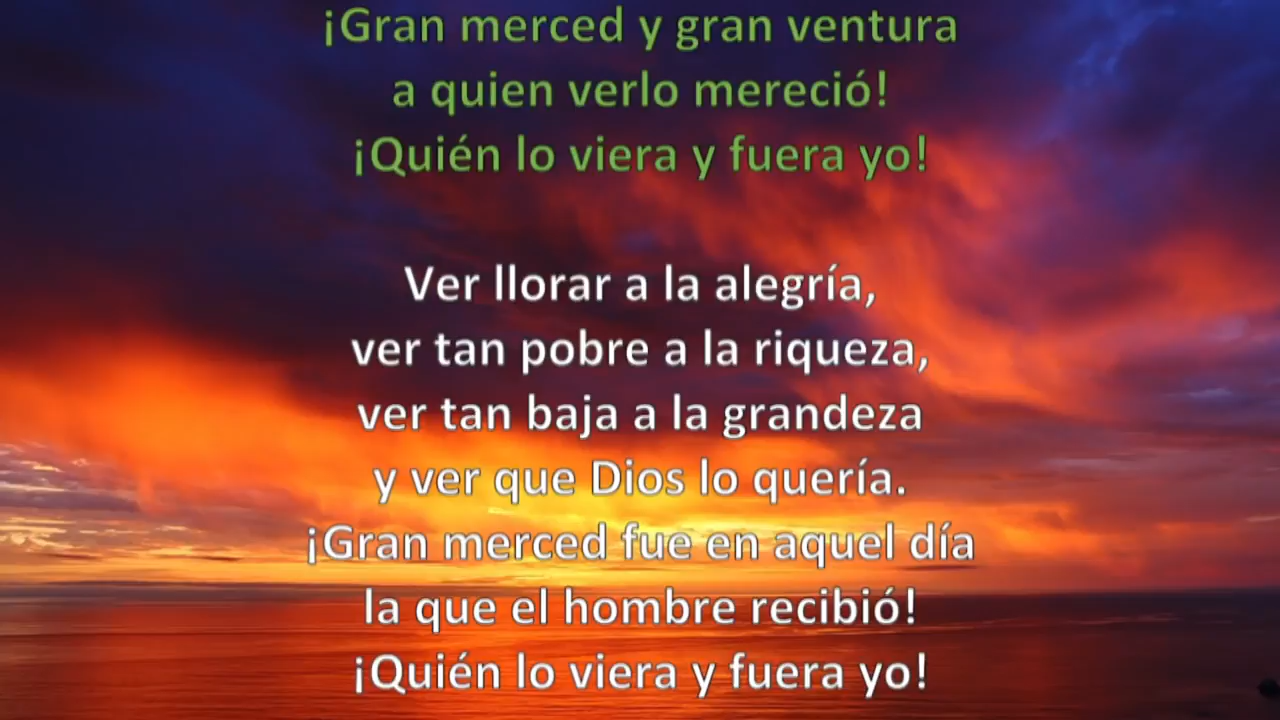 ¡Gran merced y gran ventura
a quien verlo mereció!
¡Quién lo viera y fuera yo!
Ver llorar a la alegría,
ver tan pobre a la riqueza,
ver tan baja a la grandeza
y ver que Dios lo quería.
¡Gran merced fue en aquel día
la que el hombre recibió!
¡Quién lo viera y fuera yo!